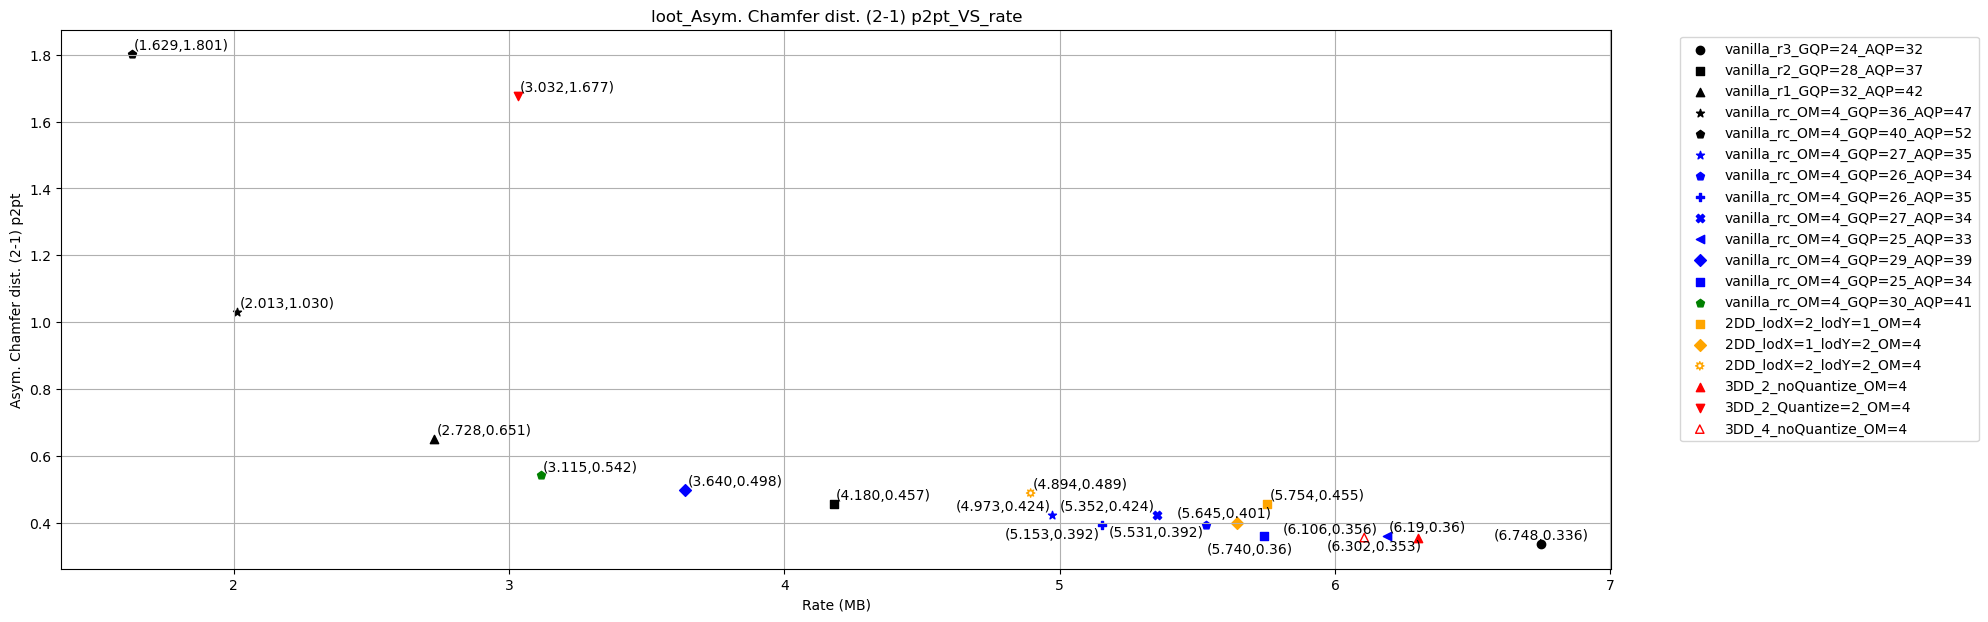 loot_Asym. Chamfer dist. (2-1) p2pt_VS_rate
Asym. Chamfer dist. (2-1) p2pt
1.8
1.6
1.4
1.2
1.0
0.8
0.6
0.4
(1.629,1.801)
(3.032,1.677)
(2.013,1.030)
(2.728,0.651)
(3.115,0.542)
(3.640,0.498)
(4.180,0.457)
(4.894,0.489)
(4.973,0.424)
(5.352,0.424)
(5.153,0.392)
(5.531,0.392)
(5.754,0.455)
(5.645,0.401)
(5.740,0.36)
(6.106,0.356)
(6.19,0.36)
(6.302,0.353)
(6.748,0.336)
2
3
4
5
6
7
Rate (MB)
vanilla_r3_GQP=24_AQP=32
vanilla_r2_GQP=28_AQP=37
vanilla_r1_GQP=32_AQP=42
vanilla_rc_OM=4_GQP=36_AQP=47
vanilla_rc_OM=4_GQP=40_AQP=52
vanilla_rc_OM=4_GQP=27_AQP=35
vanilla_rc_OM=4_GQP=26_AQP=34
vanilla_rc_OM=4_GQP=26_AQP=35
vanilla_rc_OM=4_GQP=27_AQP=34
vanilla_rc_OM=4_GQP=25_AQP=33
vanilla_rc_OM=4_GQP=29_AQP=39
vanilla_rc_OM=4_GQP=25_AQP=34
vanilla_rc_OM=4_GQP=30_AQP=41
2DD_lodX=2_lodY=1_OM=4
2DD_lodX=1_lodY=2_OM=4
2DD_lodX=2_lodY=2_OM=4
3DD_2_noQuantize_OM=4
3DD_2_Quantize=2_OM=4
3DD_4_noQuantize_OM=4